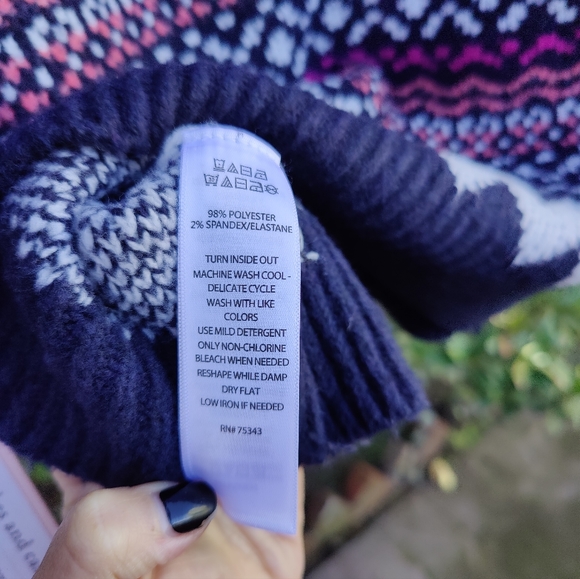 98% POLYESTER
2% SPANDEX/ELASTANE
TURN INSIDE OUT
MACHINE WASH COOL -
DELICATE CYCLE
WASH WITH LIKE
COLORS
USE MILD DETERGENT
ONLY NON-CHLORINE
BLEACH WHEN NEEDED
RESHAPE WHILE DAMP
DRY FLAT
LOW IRON IF NEEDED
RN# 75343
and